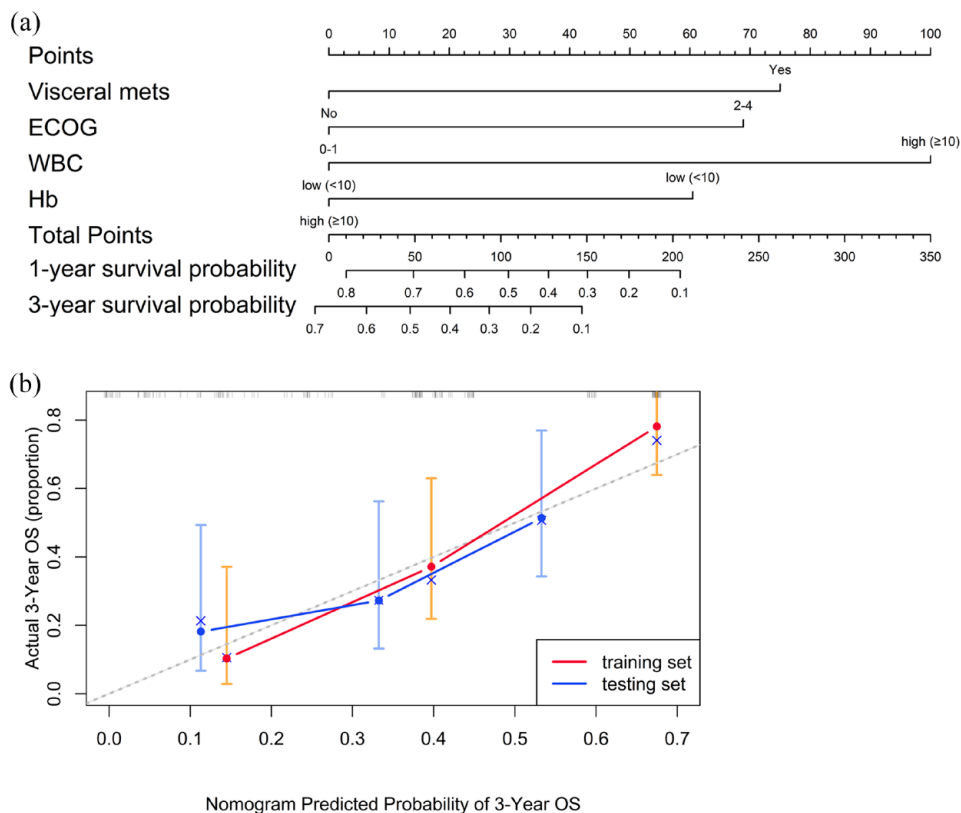 (a)
0 10 20 30 40 50 60 70 80 90 100
Points
Yes
Visceral mets
No 2-4
ECOG
0-1 high (≥10)
WBC
low (<10) low (<10)
Hb
high (≥10)
Total Points
0 50 100 150 200 250 300 350
1-year survival probability
0.8 0.7 0.6 0.5 0.4 0.3 0.2 0.1
3-year survival probability
0.7 0.6 0.5 0.4 0.3 0.2 0.1
(b)
Actual 3-Year OS (proportion)
0.8
0.6
0.4
0.2
0.0
training set
testing set
0.0 0.1 0.2 0.3 0.4 0.5 0.6 0.7
Nomogram Predicted Probability of 3-Year OS